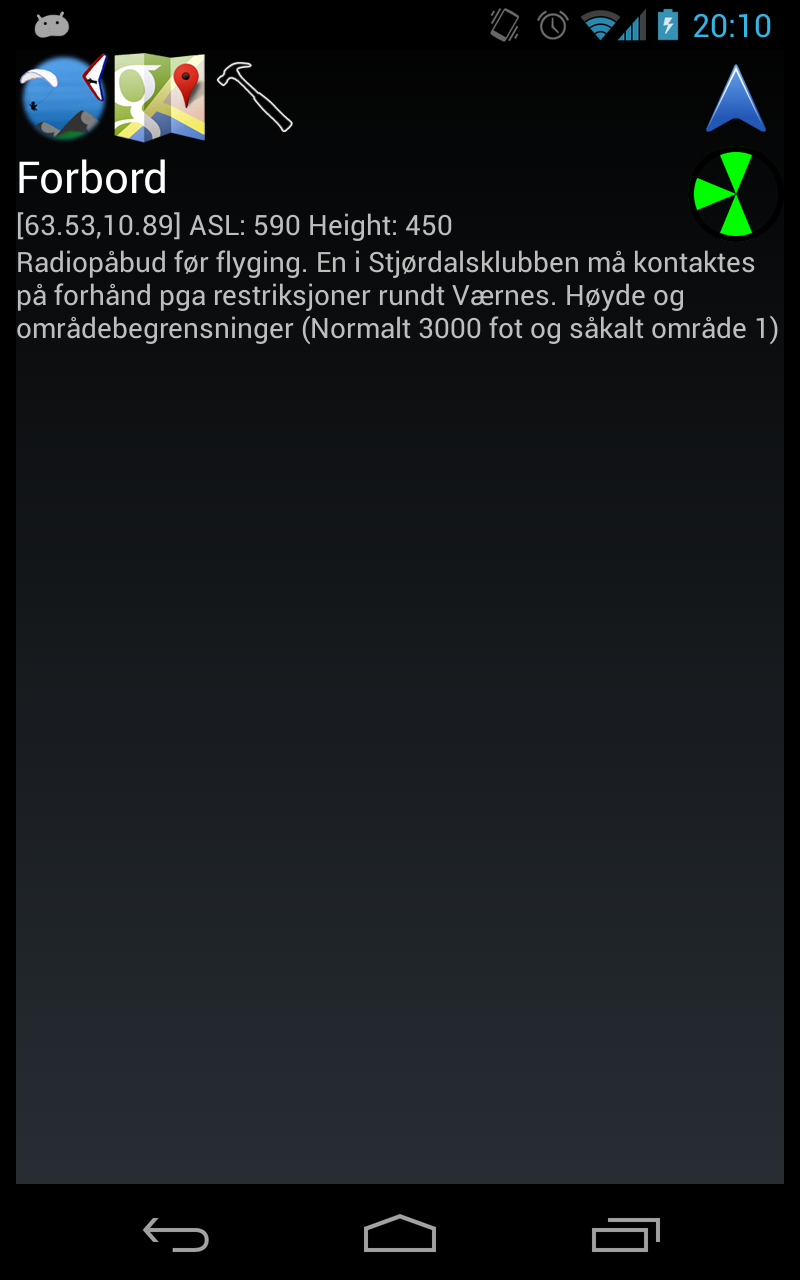 20:10
Forbord
[63.53,10.89] ASL: 590 Height: 450
Radiopåbud før flyging. En i Stjørdalsklubben må kontaktes
på forhånd pga restriksjoner rundt Værnes. Høyde og
områdebegrensninger (Normalt 3000 fot og såkalt område 1)